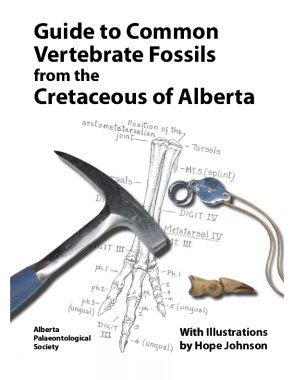 Guide to Common
Vertebrate Fossils
from the
Cretaceous of Alberta
Position of the
arctometatarsalian
joint
Tarsals
Mt.5 (splint)
DIGIT IV
Metatarsal IV
DIGIT III
ph.1
ph.1
ph.2
ph.3
DIGIT
III
4 (ungual)
5 (ungual)
Alberta
Palaeontological
Society
With Illustrations
by Hope Johnson